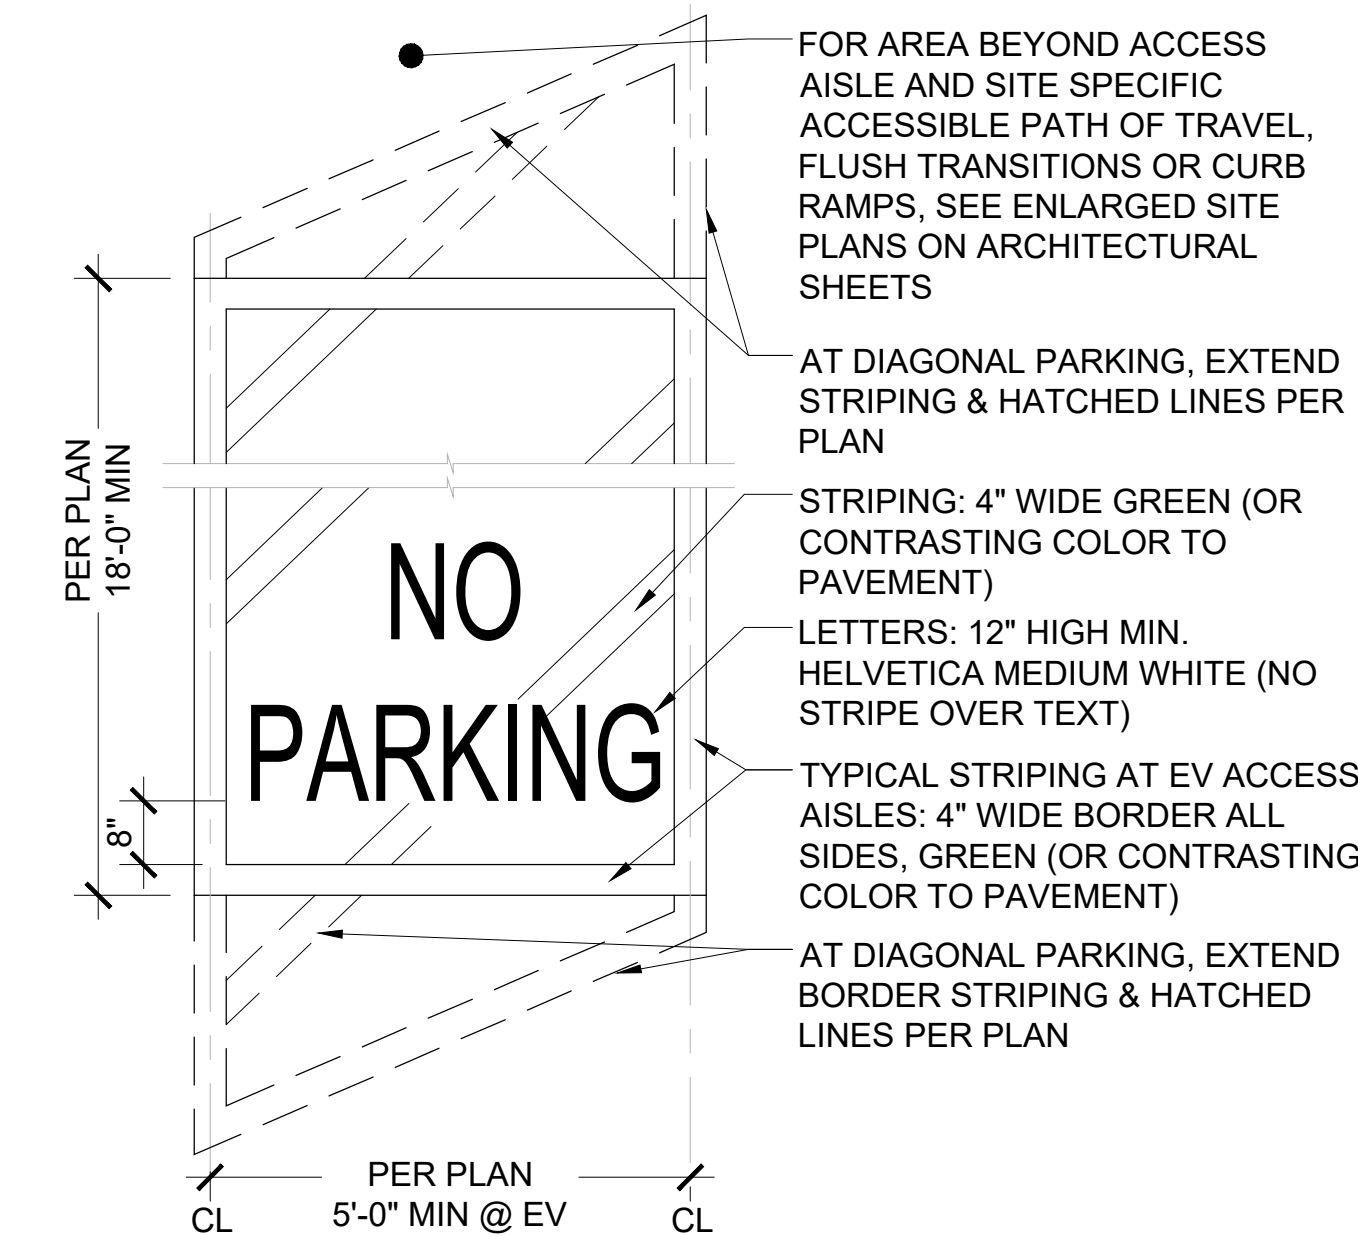 FOR AREA BEYOND ACCESS
AISLE AND SITE SPECIFIC
ACCESSIBLE PATH OF TRAVEL,
FLUSH TRANSITIONS OR CURB
RAMPS, SEE ENLARGED SITE
PLANS ON ARCHITECTURAL
SHEETS
AT DIAGONAL PARKING, EXTEND
STRIPING & HATCHED LINES PER
PLAN
STRIPING: 4" WIDE GREEN (OR
CONTRASTING COLOR TO
PAVEMENT)
LETTERS: 12" HIGH MIN.
HELVETICA MEDIUM WHITE (NO
STRIPE OVER TEXT)
TYPICAL STRIPING AT EV ACCESS
AISLES: 4" WIDE BORDER ALL
SIDES, GREEN (OR CONTRASTING
COLOR TO PAVEMENT)
AT DIAGONAL PARKING, EXTEND
BORDER STRIPING & HATCHED
LINES PER PLAN
PER PLAN
18'-0" MIN
8"
NO
PARKING
PER PLAN
5'-0" MIN @ EV
CL
CL